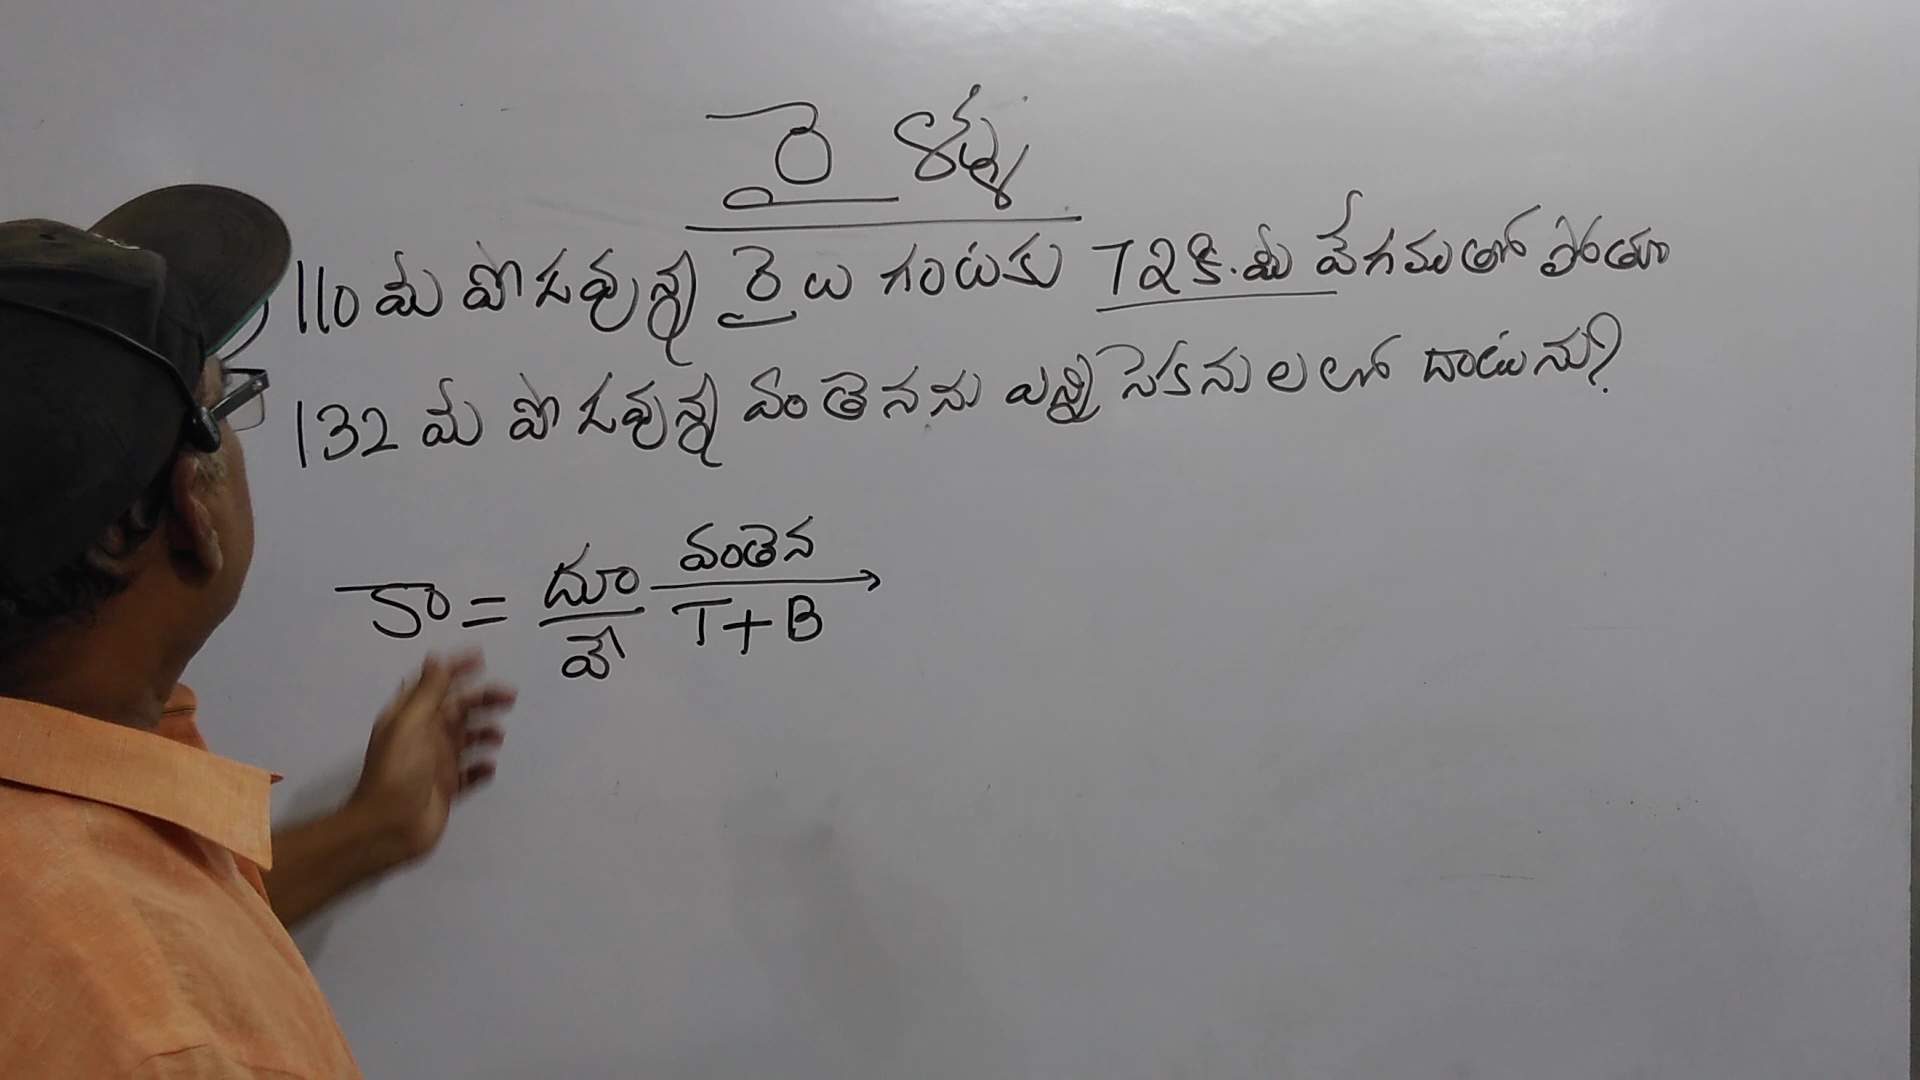 రైళ్ళు
110 మీ పొడవున్న రైలు గంటకు 72 కి.మీ వేగముతో పోతూ
132 మీ పొడవున్న వంతెనను ఎన్ని సెకనులలో దాటును?
కా = దూ/వే వంతెన/T+B